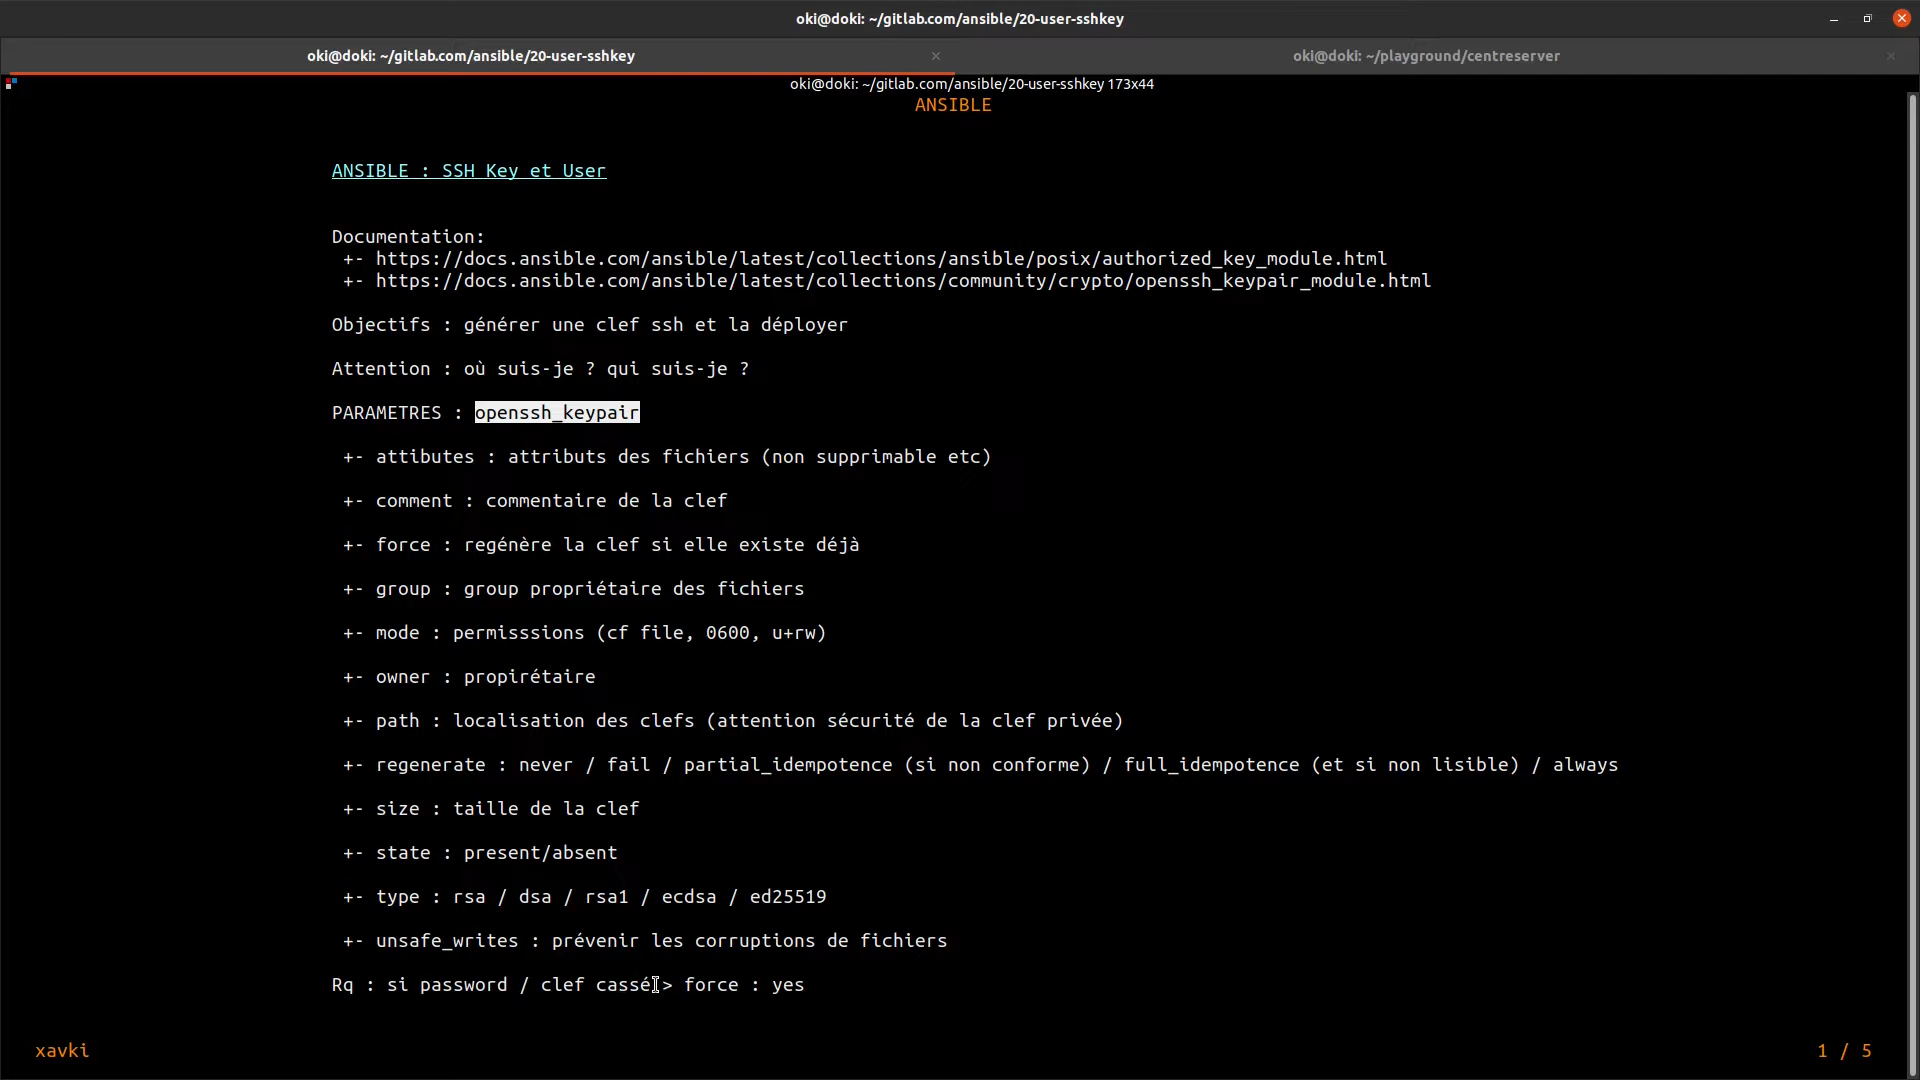 oki@doki: ~/gitlab.com/ansible/20-user-sshkey
oki@doki: ~/gitlab.com/ansible/20-user-sshkey
oki@doki: ~/playground/centreserver
oki@doki: ~/gitlab.com/ansible/20-user-sshkey 173x44
ANSIBLE
ANSIBLE : SSH Key et User
Documentation:
+- https://docs.ansible.com/ansible/latest/collections/ansible/posix/authorized_key_module.html
+- https://docs.ansible.com/ansible/latest/collections/community/crypto/openssh_keypair_module.html
Objectifs : générer une clef ssh et la déployer
Attention : où suis-je ? qui suis-je ?
PARAMETRES : openssh_keypair
+- attibutes : attributs des fichiers (non supprimable etc)
+- comment : commentaire de la clef
+- force : regénère la clef si elle existe déjà
+- group : group propriétaire des fichiers
+- mode : permisssions (cf file, 0600, u+rw)
+- owner : propirétaire
+- path : localisation des clefs (attention sécurité de la clef privée)
+- regenerate : never / fail / partial_idempotence (si non conforme) / full_idempotence (et si non lisible) / always
+- size : taille de la clef
+- state : present/absent
+- type : rsa / dsa / rsa1 / ecdsa / ed25519
+- unsafe_writes : prévenir les corruptions de fichiers
Rq : si password / clef cassé > force : yes
xavki
1 / 5